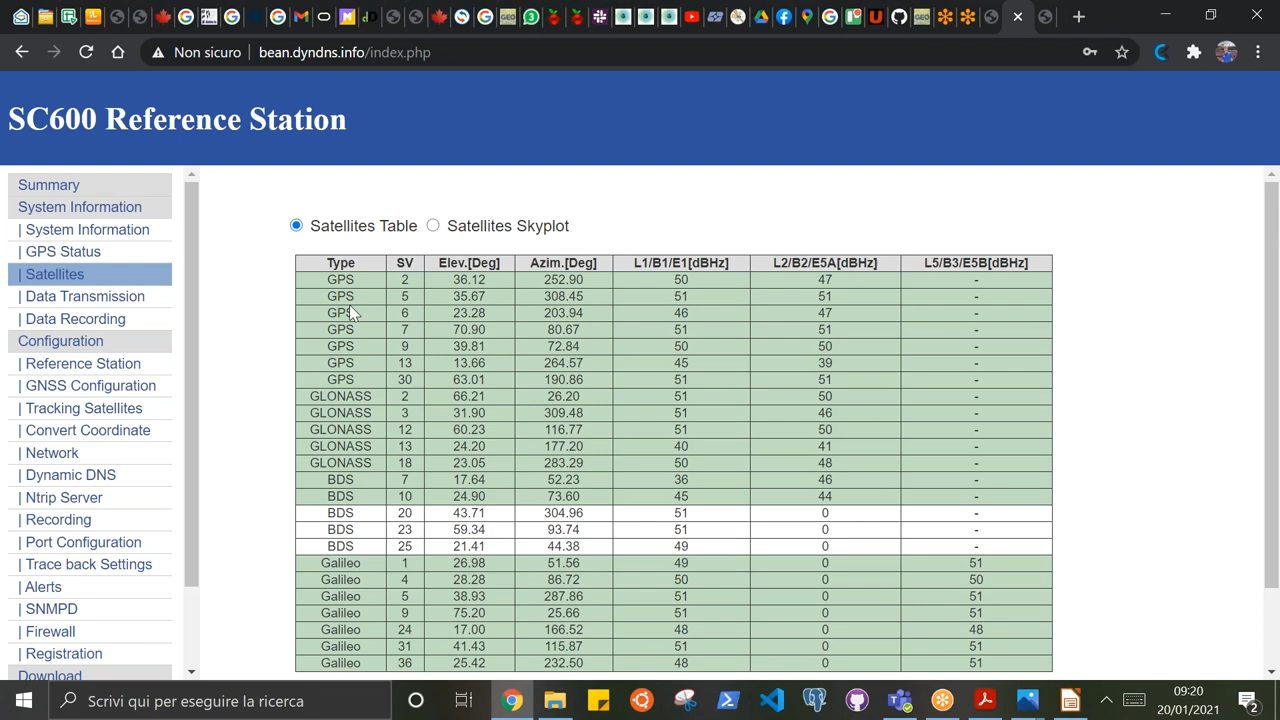 Non sicuro | bean.dyndns.info/index.php
SC600 Reference Station
Summary
System Information
| System Information
| GPS Status
| Satellites
| Data Transmission
| Data Recording
Configuration
| Reference Station
| GNSS Configuration
| Tracking Satellites
| Convert Coordinate
| Network
| Dynamic DNS
| Ntrip Server
| Recording
| Port Configuration
| Trace back Settings
| Alerts
| SNMPD
| Firewall
| Registration
Download
Satellites Table Satellites Skyplot
Type SV Elev.[Deg] Azim.[Deg] L1/B1/E1[dBHz] L2/B2/E5A[dBHz] L5/B3/E5B[dBHz]
GPS 2 36.12 252.90 50 47 -
GPS 5 35.67 308.45 51 51 -
GPS 6 23.28 203.94 46 47 -
GPS 7 70.90 80.67 51 51 -
GPS 9 39.81 72.84 50 50 -
GPS 13 13.66 264.57 45 39 -
GPS 30 63.01 190.86 51 51 -
GLONASS 2 66.21 26.20 51 50 -
GLONASS 3 31.90 309.48 51 46 -
GLONASS 12 60.23 116.77 51 50 -
GLONASS 13 24.20 177.20 40 41 -
GLONASS 18 23.05 283.29 50 48 -
BDS 7 17.64 52.23 36 46 -
BDS 10 24.90 73.60 45 44 -
BDS 20 43.71 304.96 51 0 -
BDS 23 59.34 93.74 51 0 -
BDS 25 21.41 44.38 49 0 -
Galileo 1 26.98 51.56 49 0 51
Galileo 4 28.28 86.72 50 0 50
Galileo 5 38.93 287.86 51 0 51
Galileo 9 75.20 25.66 51 0 51
Galileo 24 17.00 166.52 48 0 48
Galileo 31 41.43 115.87 51 0 51
Galileo 36 25.42 232.50 48 0 51
Scrivi qui per eseguire la ricerca
09:20
20/01/2021
2